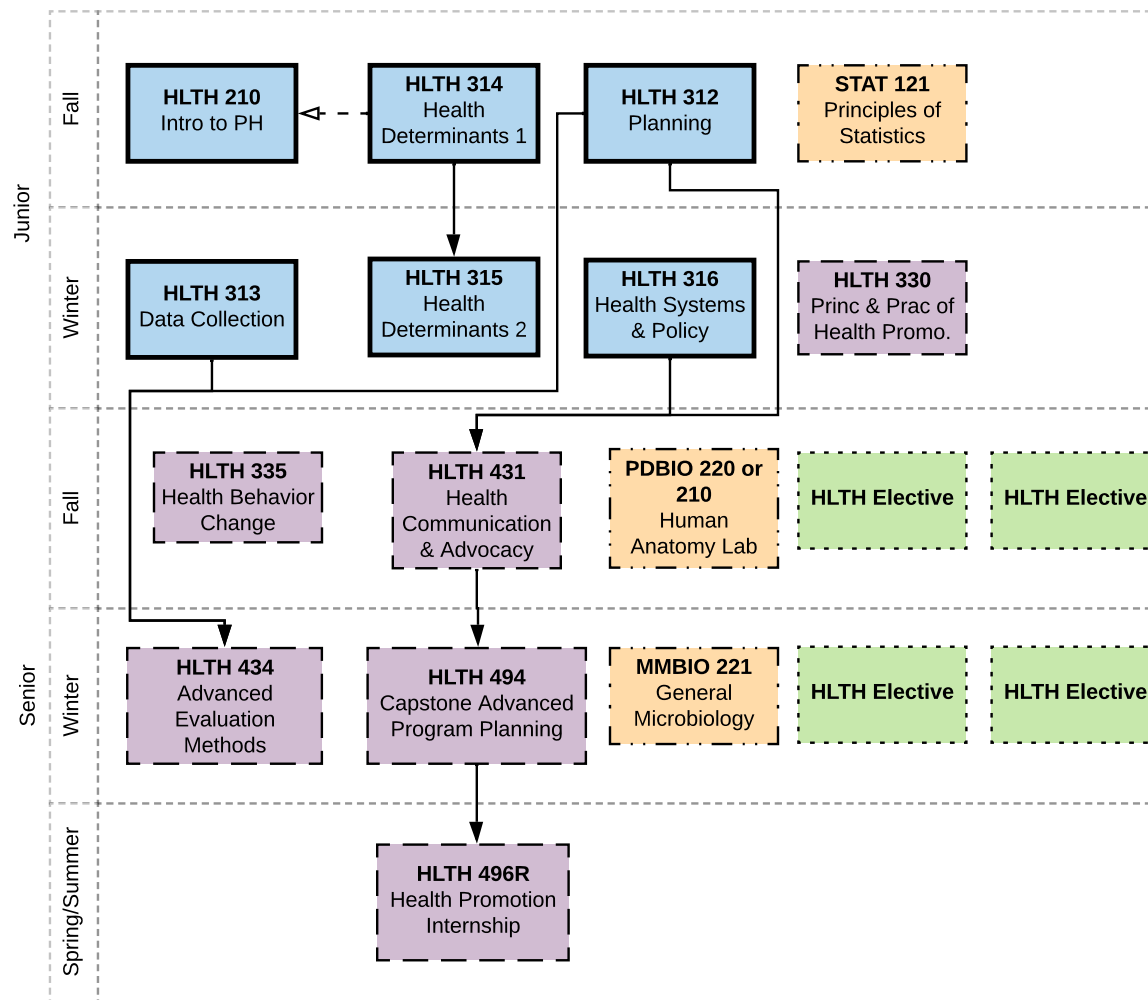 Junior
Fall
HLTH 210
Intro to PH
HLTH 314
Health
Determinants 1
HLTH 312
Planning
STAT 121
Principles of
Statistics
Winter
HLTH 313
Data Collection
HLTH 315
Health
Determinants 2
HLTH 316
Health Systems
& Policy
HLTH 330
Princ & Prac of
Health Promo.
Senior
Fall
HLTH 335
Health Behavior
Change
HLTH 431
Health
Communication
& Advocacy
PDBIO 220 or
210
Human
Anatomy Lab
HLTH Elective
HLTH Elective
Winter
HLTH 434
Advanced
Evaluation
Methods
HLTH 494
Capstone Advanced
Program Planning
MMBIO 221
General
Microbiology
HLTH Elective
HLTH Elective
Spring/Summer
HLTH 496R
Health Promotion
Internship